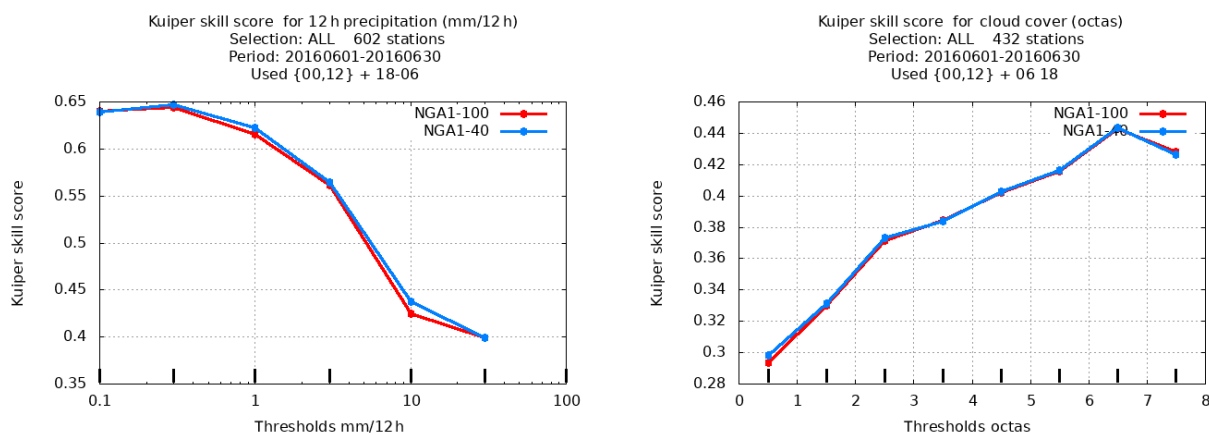 Kuiper skill score for 12h precipitation (mm/12h)
Selection: ALL 602 stations
Period: 20160601-20160630
Used {00,12} + 18-06
0.65
0.6
0.55
0.5
0.45
0.4
0.35
Kuiper skill score
NGA1-100
NGA1-40
0.1 1 10 100
Thresholds mm/12h
Kuiper skill score for cloud cover (octas)
Selection: ALL 432 stations
Period: 20160601-20160630
Used {00,12} + 06 18
0.46
0.44
0.42
0.4
0.38
0.36
0.34
0.32
0.3
0.28
Kuiper skill score
NGA1-100
NGA1-40
0 1 2 3 4 5 6 7 8
Thresholds octas